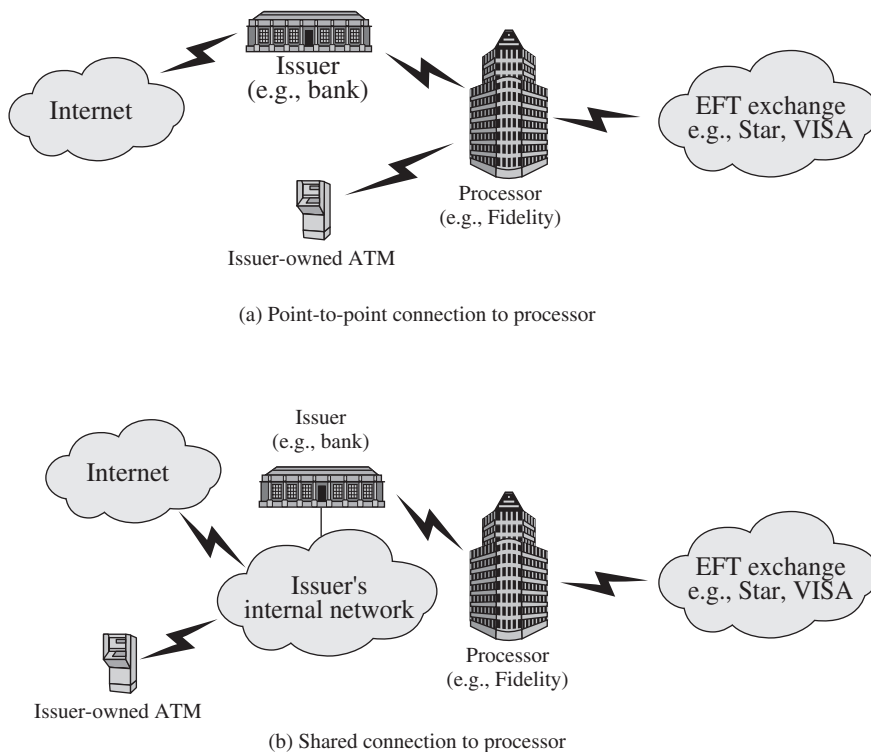 Internet
Issuer
(e.g., bank)
EFT exchange
e.g., Star, VISA
Processor
(e.g., Fidelity)
Issuer-owned ATM
(a) Point-to-point connection to processor
Issuer
(e.g., bank)
Internet
Issuer's
internal network
EFT exchange
e.g., Star, VISA
Processor
(e.g., Fidelity)
Issuer-owned ATM
(b) Shared connection to processor